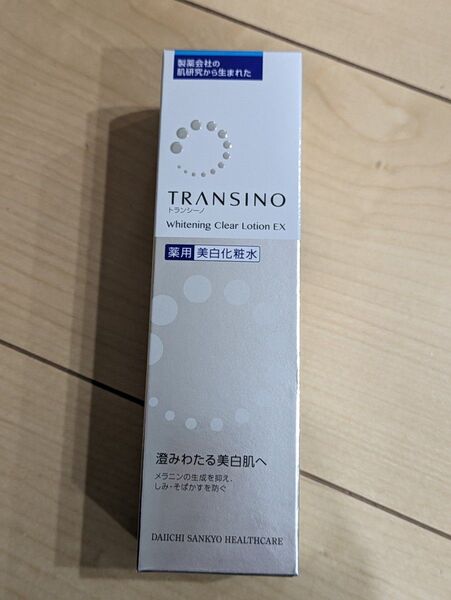 製薬会社の
肌研究から生まれた
TRANSINO
トランシーノ
Whitening Clear Lotion EX
薬用 美白化粧水
澄みわたる美白肌へ
メラニンの生成を抑え、
しみ・そばかすを防ぐ
DAIICHI SANKYO HEALTHCARE